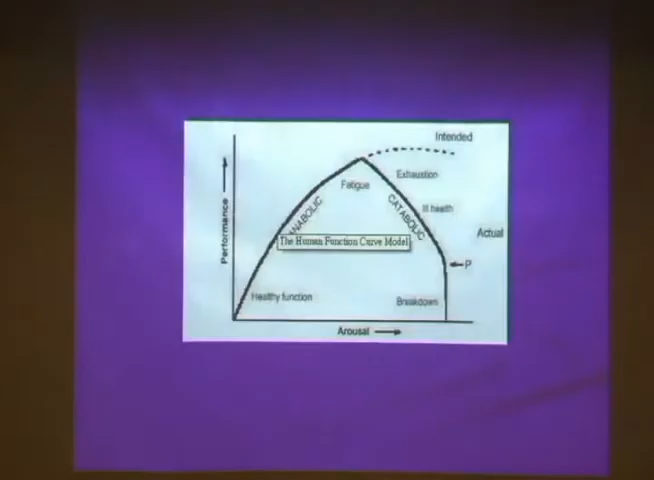 Intended
Exhaustion
Fatigue
Ill health
ANABOLIC
CATABOLIC
Performance
Actual
The Human Function Curve Model
P
Healthy function
Breakdown
Arousal